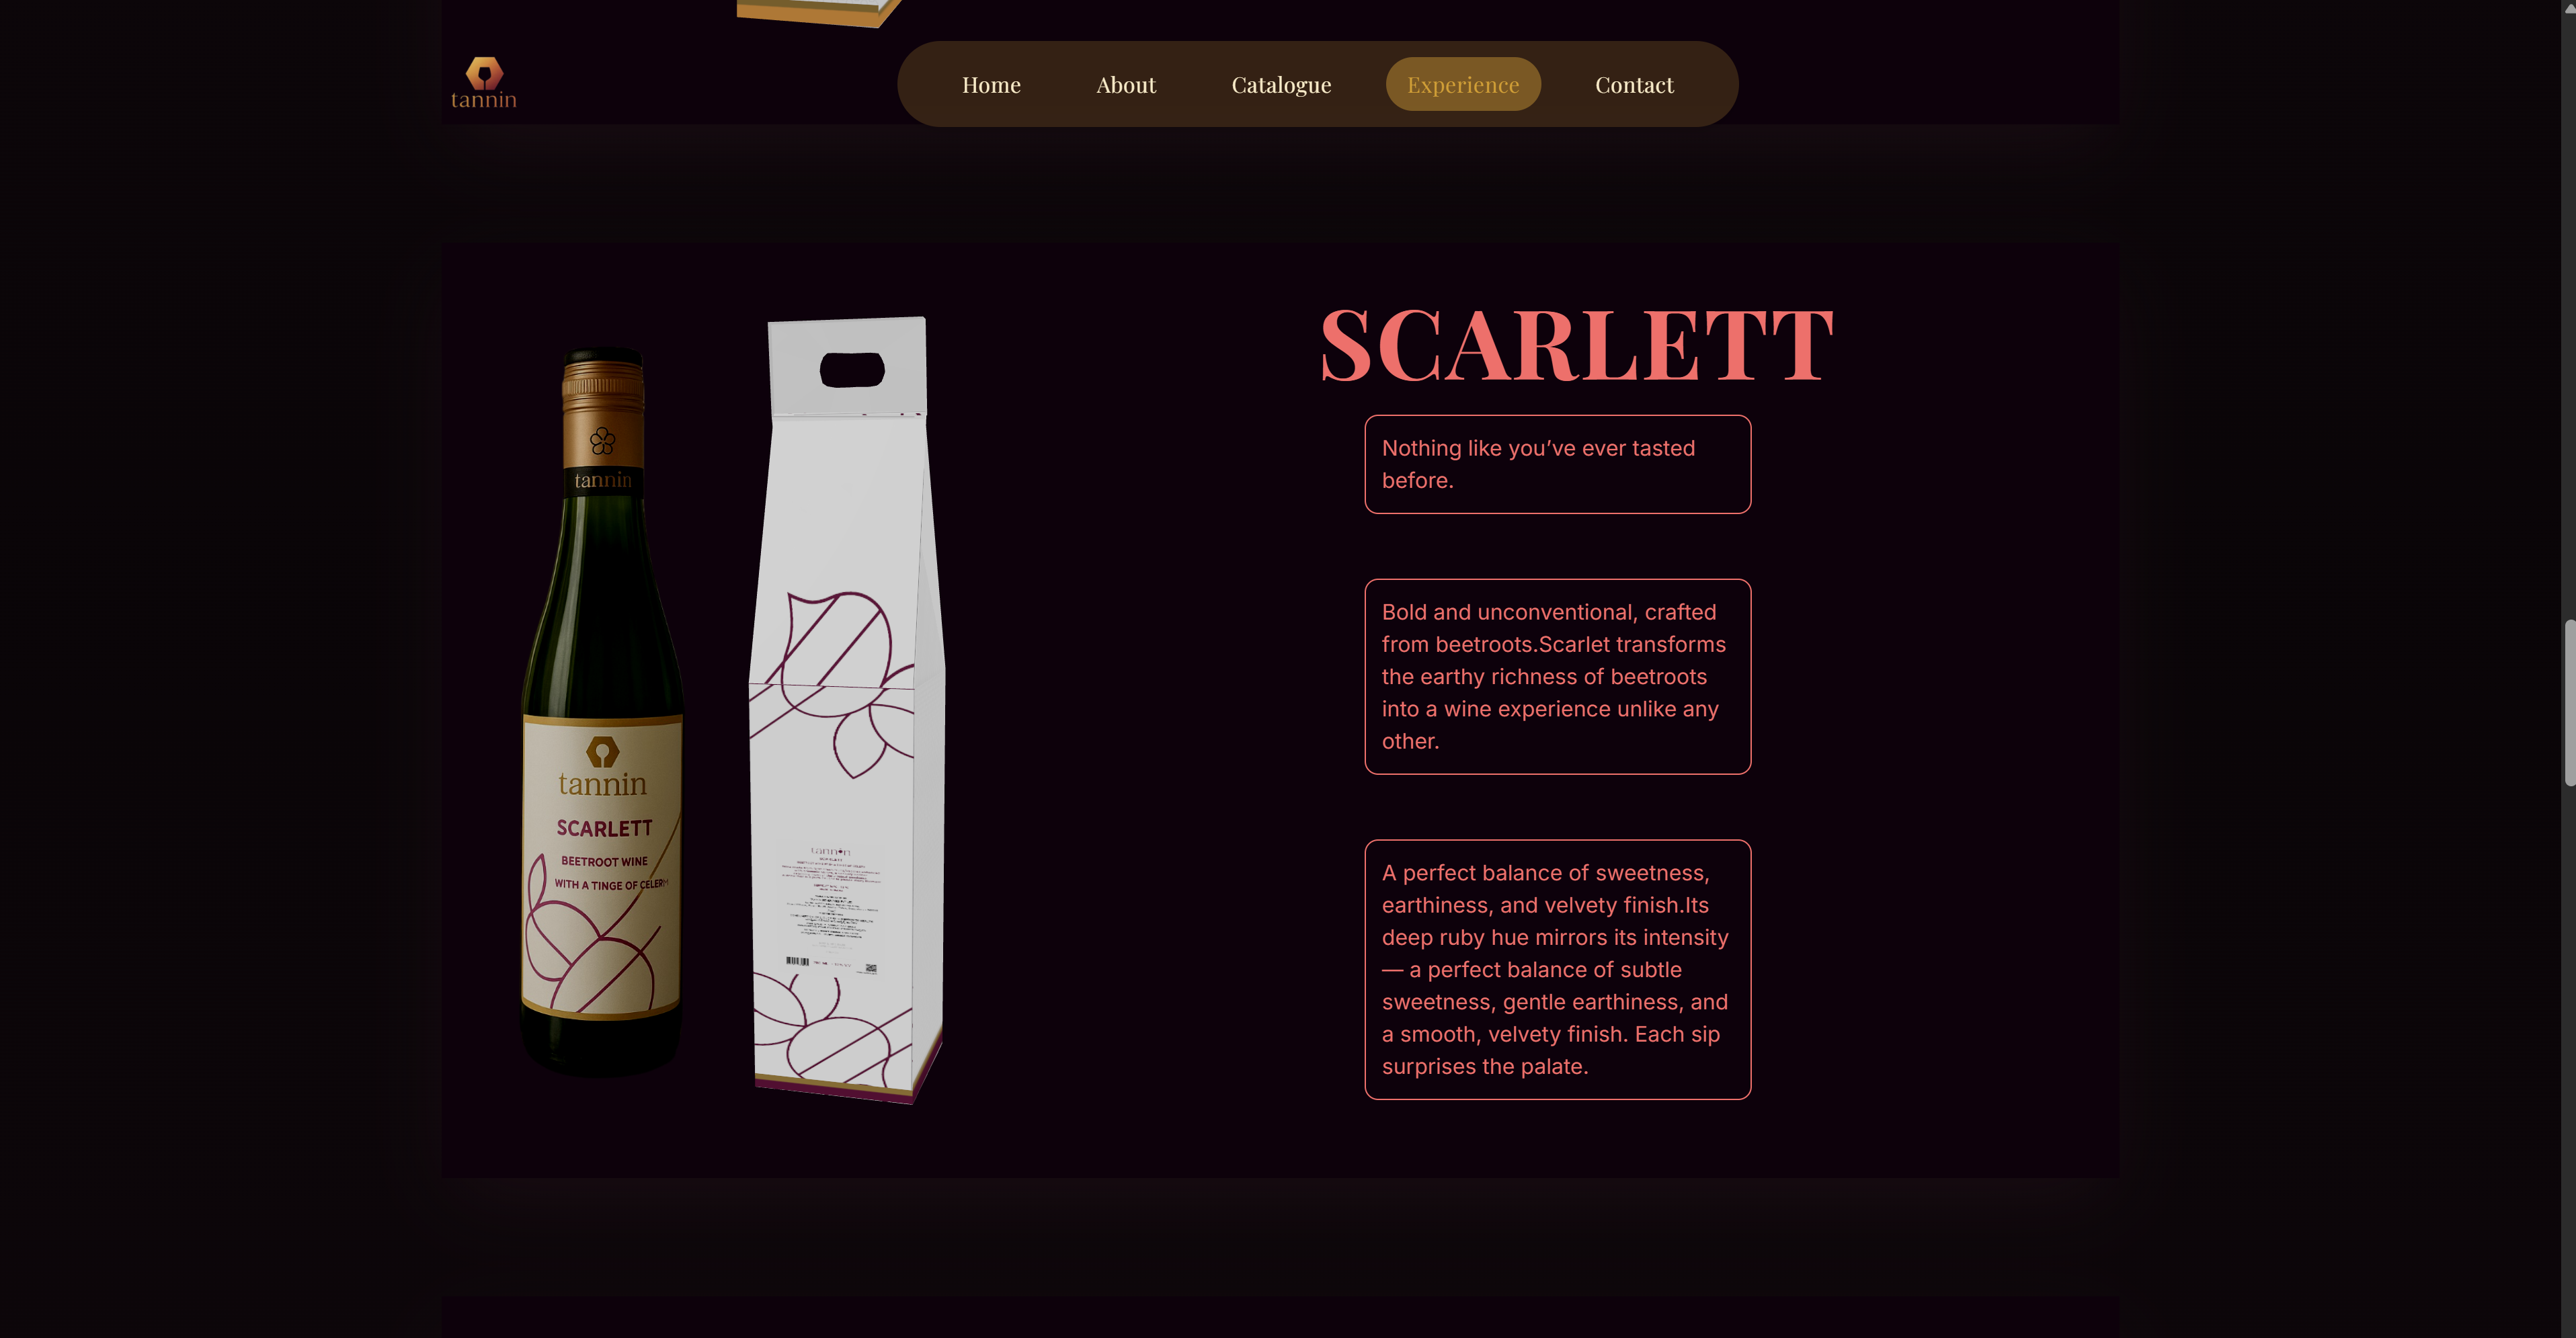 tannin
Home
About
Catalogue
Experience
Contact
SCARLETT
Nothing like you’ve ever tasted
before.
Bold and unconventional, crafted
from beetroots.Scarlet transforms
the earthy richness of beetroots
into a wine experience unlike any
other.
A perfect balance of sweetness,
earthiness, and velvety finish.Its
deep ruby hue mirrors its intensity
— a perfect balance of subtle
sweetness, gentle earthiness, and
a smooth, velvety finish. Each sip
surprises the palate.
tannin
tannin
SCARLETT
BEETROOT WINE
WITH A TINGE OF CELERY
tannin